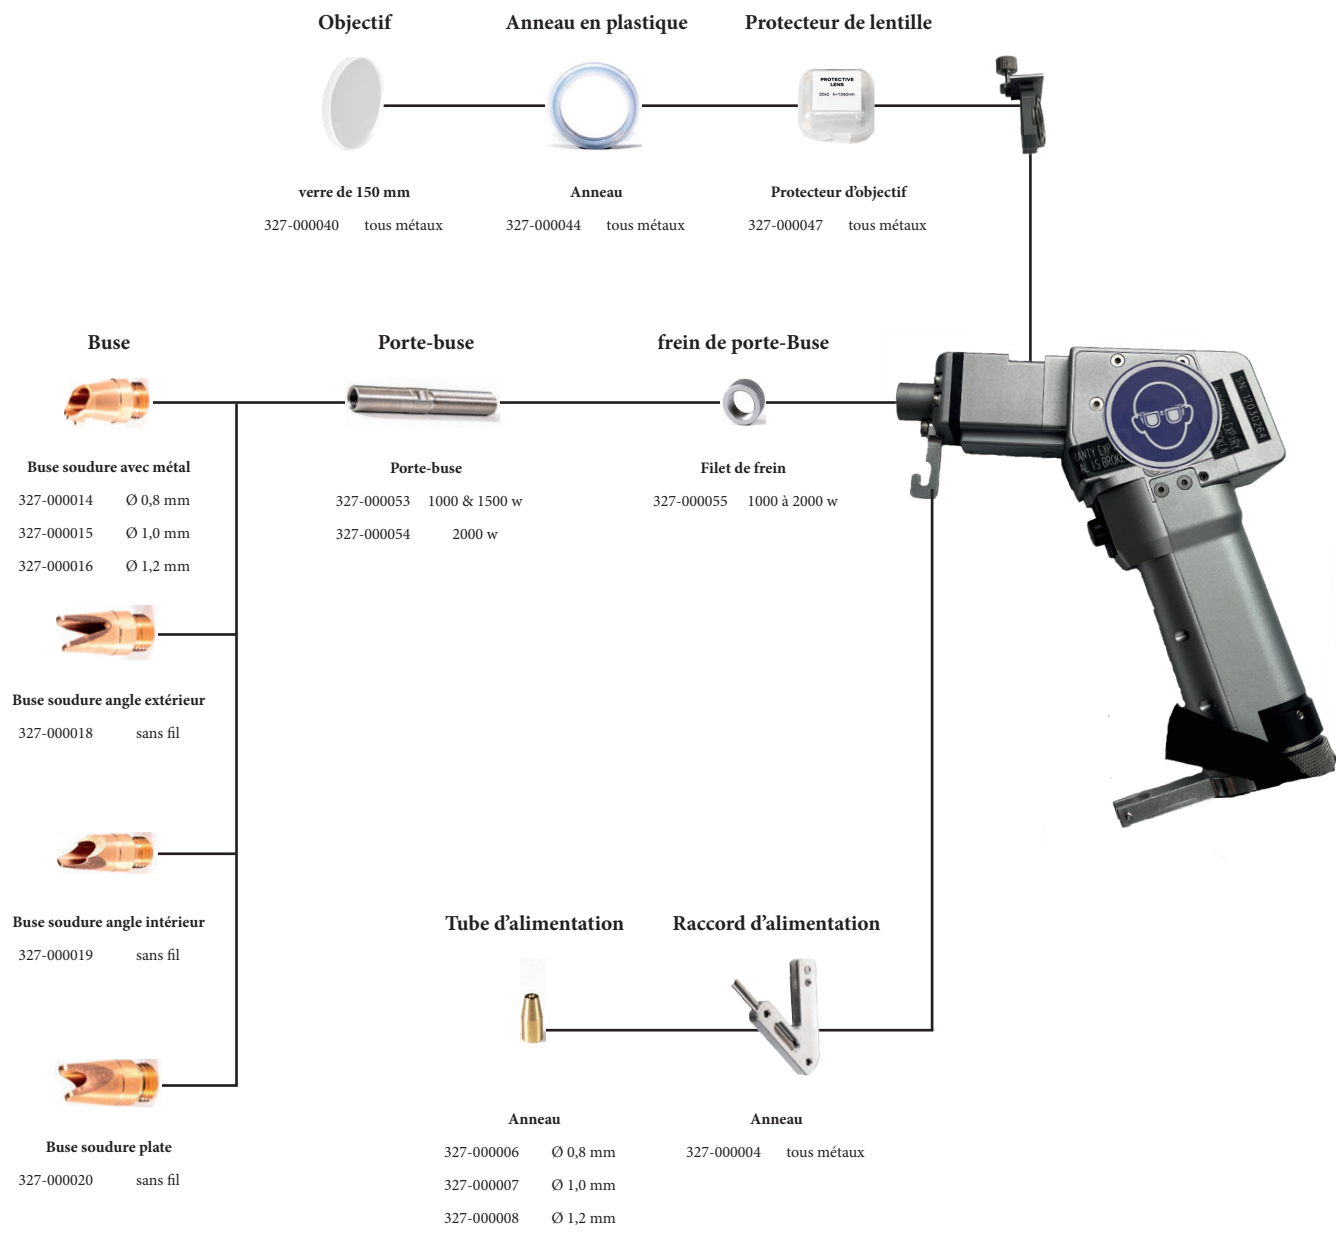 Objectif
Anneau en plastique
Protecteur de lentille
PROTECTIVE
LENS
verre de 150 mm
Anneau
Protecteur d'objectif
327-000040 tous métaux
327-000044 tous métaux
327-000047 tous métaux
Buse
Porte-buse
frein de porte-Buse
SN: 12030264
Buse soudure avec métal
327-000014 Ø 0,8 mm
327-000015 Ø 1,0 mm
327-000016 Ø 1,2 mm
Porte-buse
327-000053 1000 & 1500 w
327-000054 2000 w
Filet de frein
327-000055 1000 à 2000 w
Buse soudure angle extérieur
327-000018 sans fil
Buse soudure angle intérieur
327-000019 sans fil
Buse soudure plate
327-000020 sans fil
Tube d'alimentation
Raccord d'alimentation
Anneau
327-000006 Ø 0,8 mm
327-000007 Ø 1,0 mm
327-000008 Ø 1,2 mm
Anneau
327-000004 tous métaux